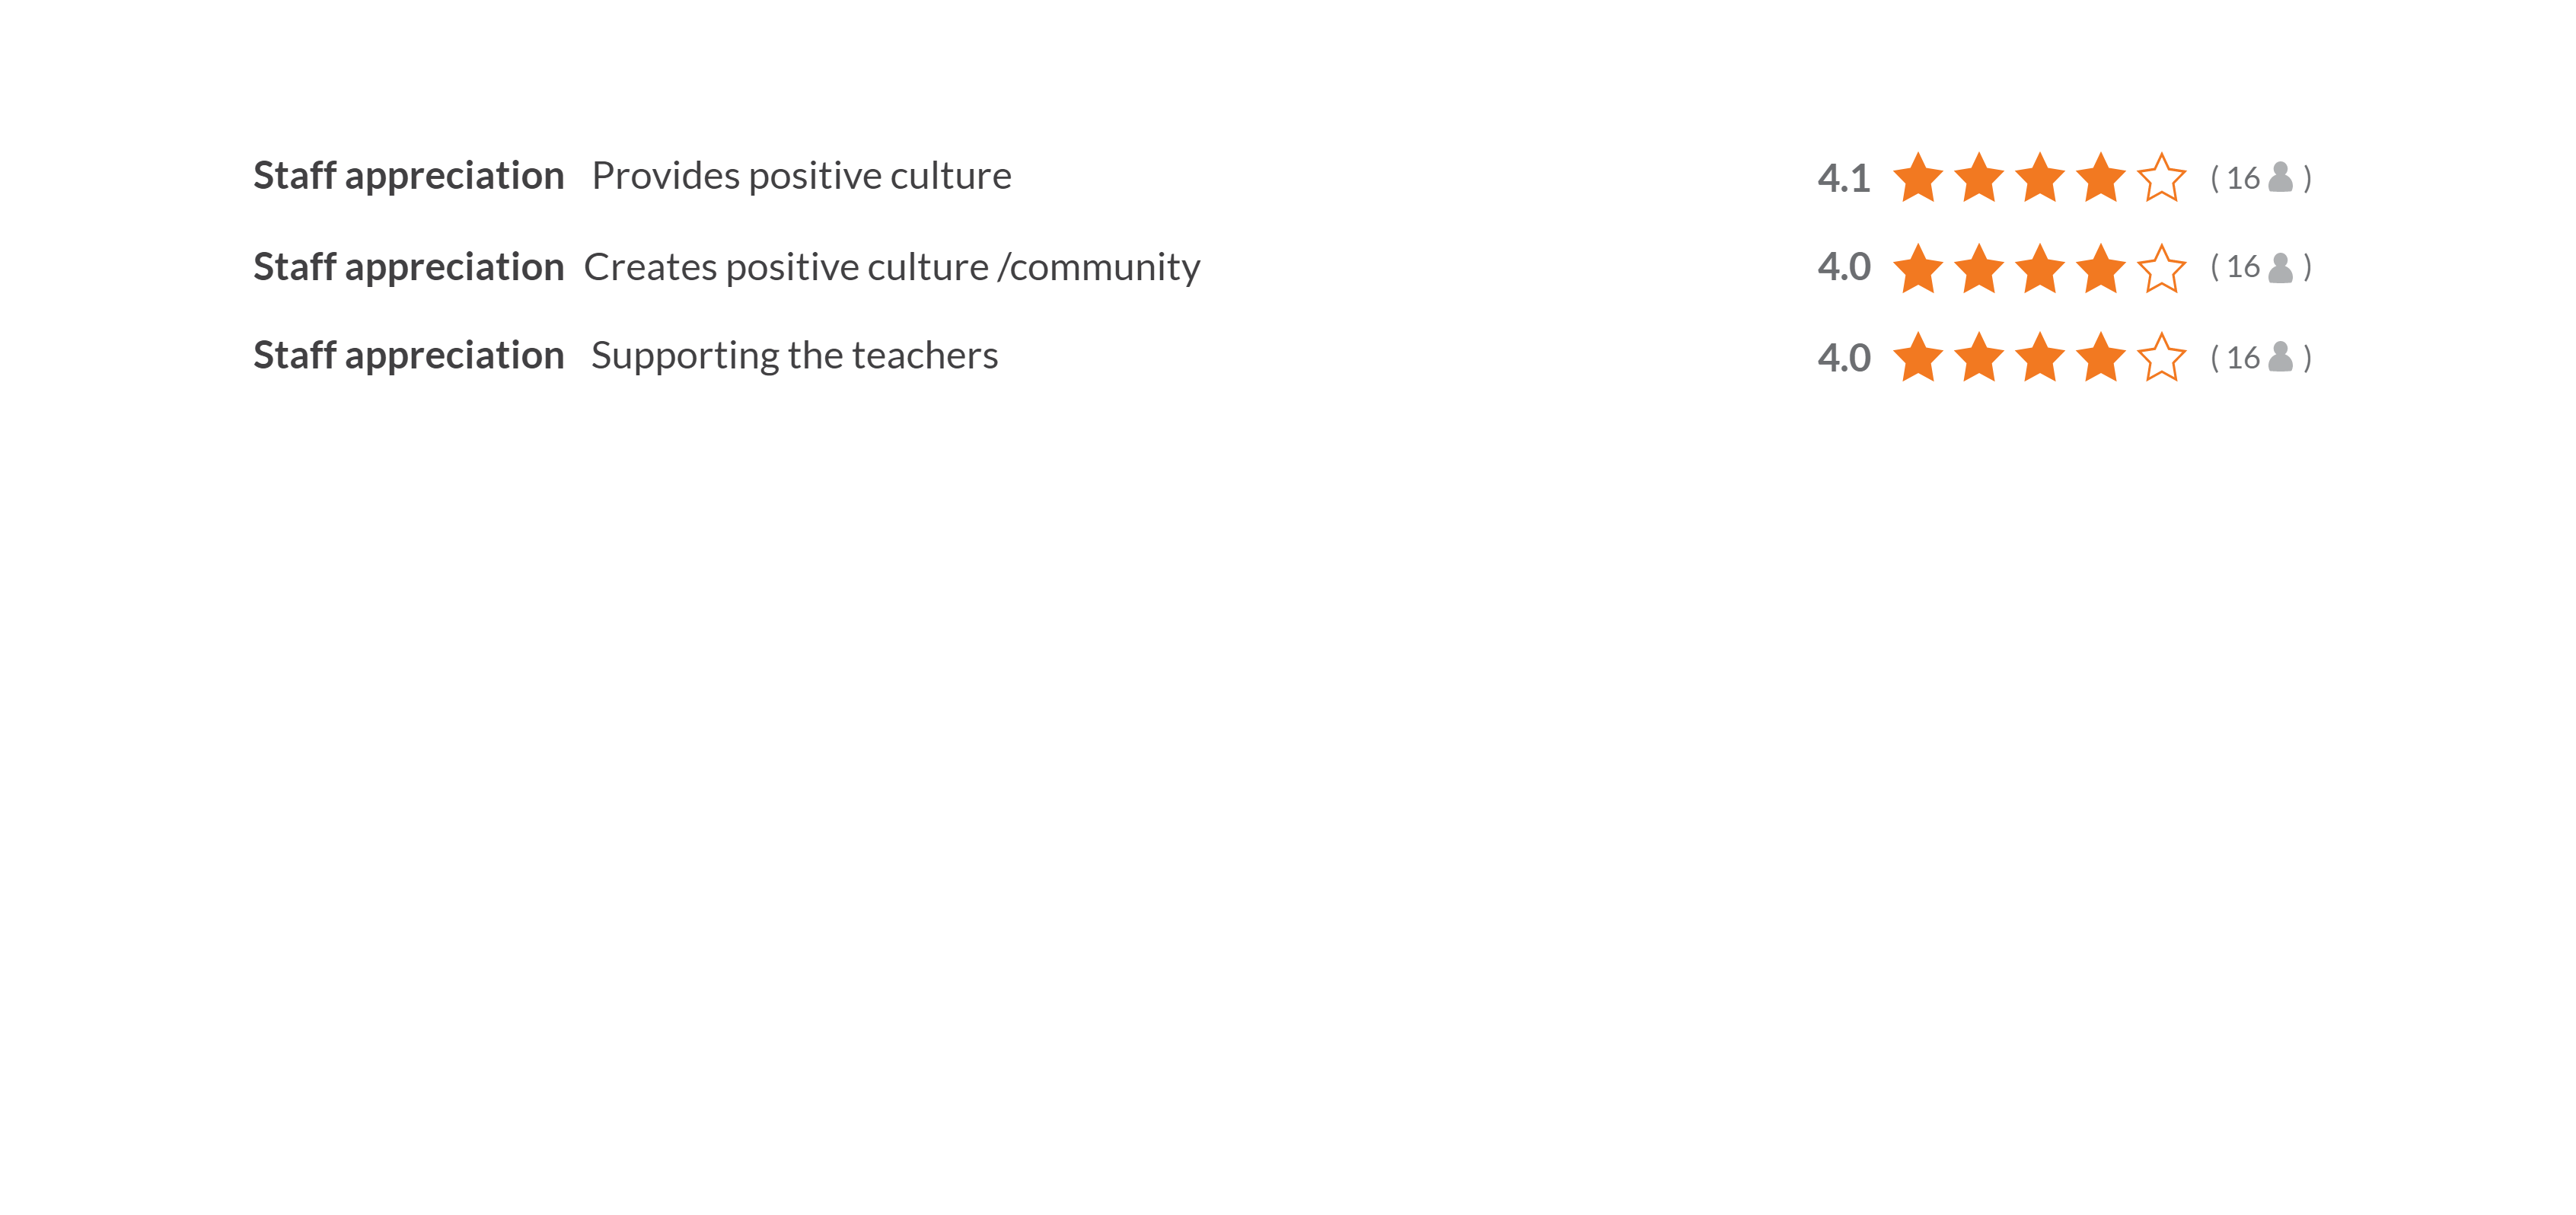 Staff appreciation Provides positive culture 4.1 ( 16 )
Staff appreciation Creates positive culture /community 4.0 ( 16 )
Staff appreciation Supporting the teachers 4.0 ( 16 )